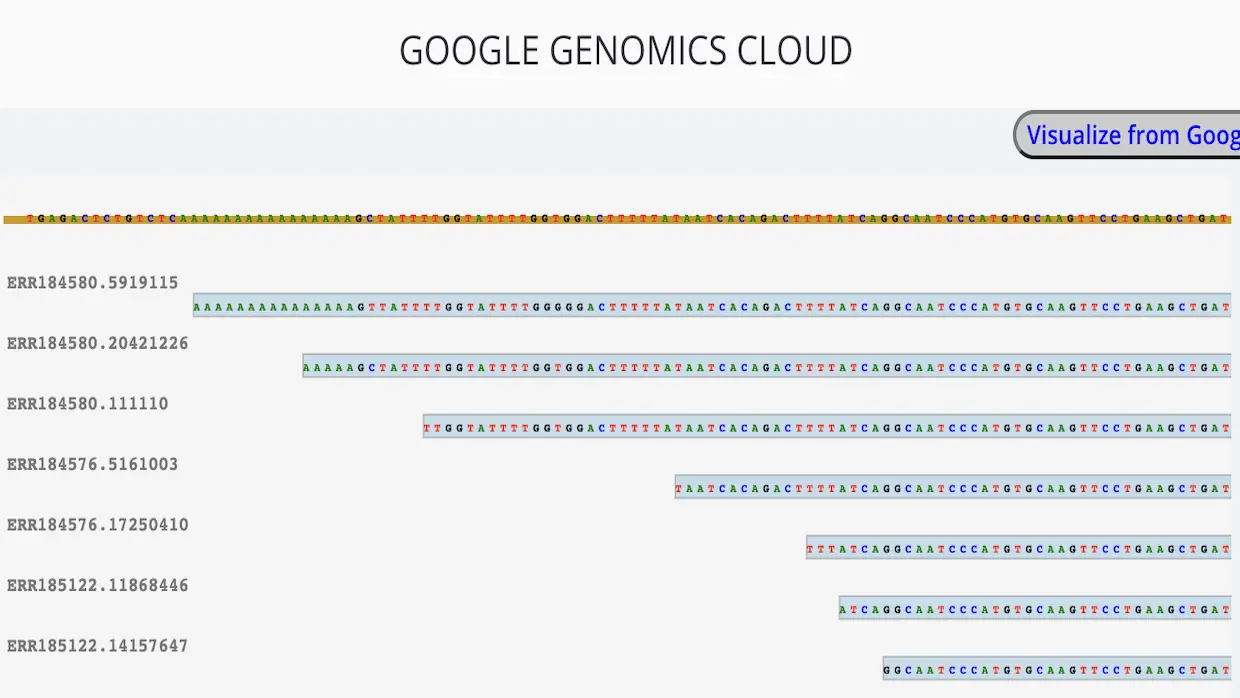 GOOGLE GENOMICS CLOUD
Visualize from Goog
TGAGACTCTGTCTCAAAAAAAAAAAAAAAAGCTATTTTGGTATTTTGGTGGACTTTTTATAATCACAGACTTTTATCAGGCAATCCCATGTGCAAGTTCCTGAAGCTGAT
ERR184580.5919115
AAAAAAAAAAAAAAAGTTATTTTGGTATTTTGGGGGACTTTTTATAATCACAGACTTTTATCAGGCAATCCCATGTGCAAGTTCCTGAAGCTGAT
ERR184580.20421226
AAAAAGCTATTTTGGTATTTTGGTGGACTTTTTATAATCACAGACTTTTATCAGGCAATCCCATGTGCAAGTTCCTGAAGCTGAT
ERR184580.111110
TTGGTATTTTGGTGGACTTTTTATAATCACAGACTTTTATCAGGCAATCCCATGTGCAAGTTCCTGAAGCTGAT
ERR184576.5161003
TAATCACAGACTTTTATCAGGCAATCCCATGTGCAAGTTCCTGAAGCTGAT
ERR184576.17250410
TTTATCAGGCAATCCCATGTGCAAGTTCCTGAAGCTGAT
ERR185122.11868446
ATCAGGCAATCCCATGTGCAAGTTCCTGAAGCTGAT
ERR185122.14157647
GGCAATCCCATGTGCAAGTTCCTGAAGCTGAT